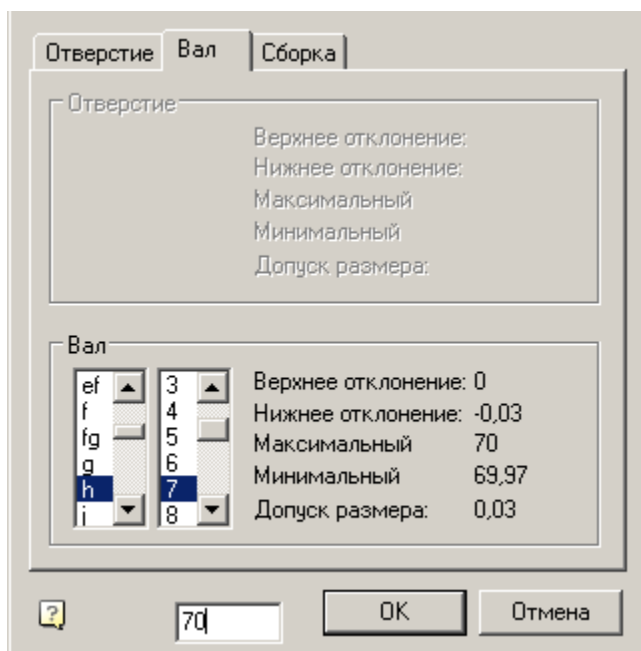 Отверстие Вал Сборка
Отверстие
Верхнее отклонение:
Нижнее отклонение:
Максимальный
Минимальный
Допуск размера:
Вал
ef 3 Верхнее отклонение: 0
f 4 Нижнее отклонение: -0,03
fg 5 Максимальный 70
g 6 Минимальный 69,97
h 7 Допуск размера: 0,03
j 8
70 OK Отмена